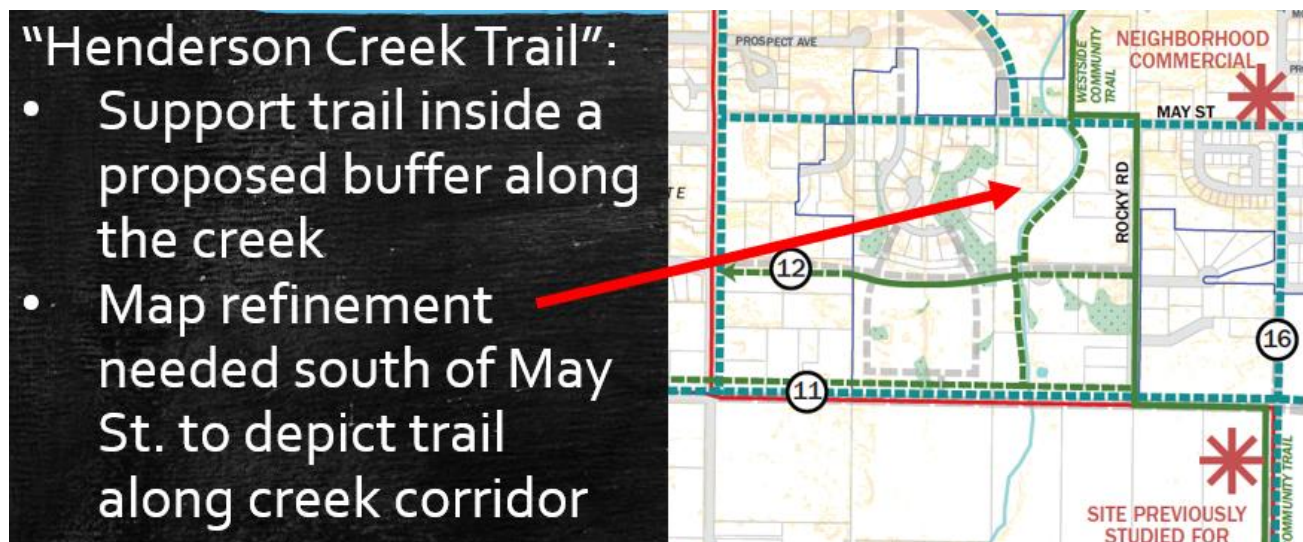 “Henderson Creek Trail”:
• Support trail inside a
proposed buffer along
the creek
• Map refinement
needed south of May
St. to depict trail
along creek corridor
PROSPECT AVE
WESTSIDE
COMMUNITY
TRAIL
NEIGHBORHOOD
COMMERCIAL
MAY ST
ROCKY RD
12
16
11
SITE PREVIOUSLY
STUDIED FOR